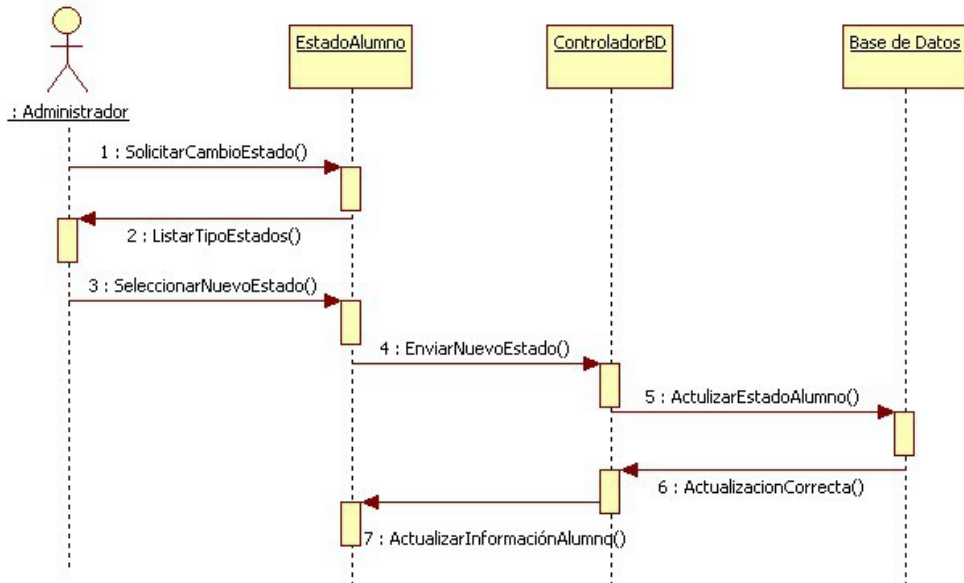 EstadoAlumno
ControladorBD
Base de Datos
: Administrador
1 : SolicitarCambioEstado()
2 : ListarTipoEstados()
3 : SeleccionarNuevoEstado()
4 : EnviarNuevoEstado()
5 : ActulizarEstadoAlumno()
6 : ActualizacionCorrecta()
7 : ActualizarInformaciónAlumno()